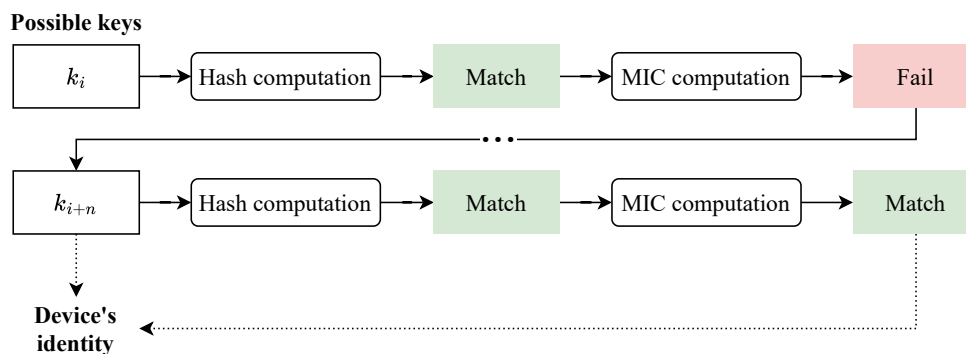 Possible keys
k_i
Hash computation
Match
MIC computation
Fail
...
k_{i+n}
Hash computation
Match
MIC computation
Match
Device's
identity